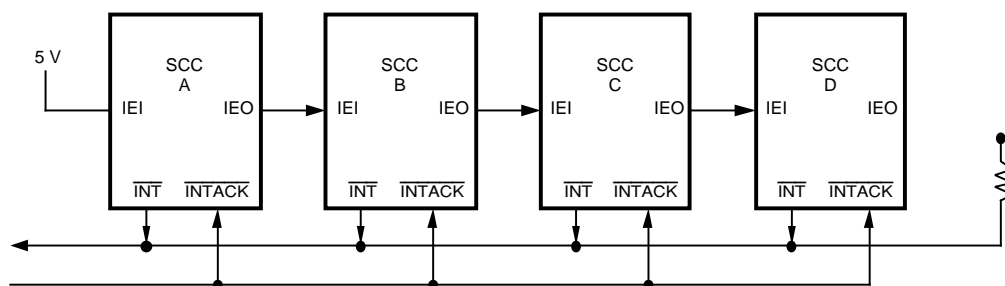 5 V
SCC
A
IEI IEO
INT INTACK
SCC
B
IEI IEO
INT INTACK
SCC
C
IEI IEO
INT INTACK
SCC
D
IEI IEO
INT INTACK